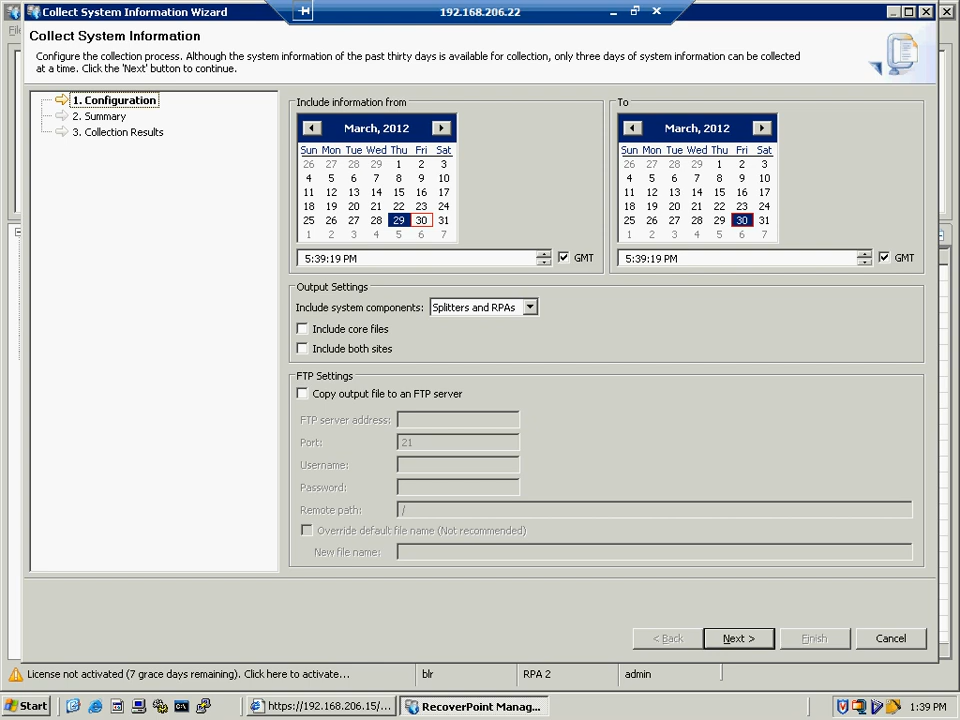 Collect System Information Wizard
192.168.206.22
Collect System Information
Configure the collection process. Although the system information of the past thirty days is available for collection, only three days of system information can be collected
at a time. Click the 'Next' button to continue.
1. Configuration
2. Summary
3. Collection Results
Include information from
March, 2012
Sun Mon Tue Wed Thu Fri Sat
26 27 28 29 1 2 3
4 5 6 7 8 9 10
11 12 13 14 15 16 17
18 19 20 21 22 23 24
25 26 27 28 29 30 31
1 2 3 4 5 6 7
5:39:19 PM
GMT
To
March, 2012
Sun Mon Tue Wed Thu Fri Sat
26 27 28 29 1 2 3
4 5 6 7 8 9 10
11 12 13 14 15 16 17
18 19 20 21 22 23 24
25 26 27 28 29 30 31
1 2 3 4 5 6 7
5:39:19 PM
GMT
Output Settings
Include system components: Splitters and RPAs
Include core files
Include both sites
FTP Settings
Copy output file to an FTP server
FTP server address:
Port: 21
Username:
Password:
Remote path: /
Override default file name (Not recommended)
New file name:
< Back Next > Finish Cancel
License not activated (7 grace days remaining). Click here to activate... blr RPA 2 admin
Start https://192.168.206.15/... RecoverPoint Manag... 1:39 PM